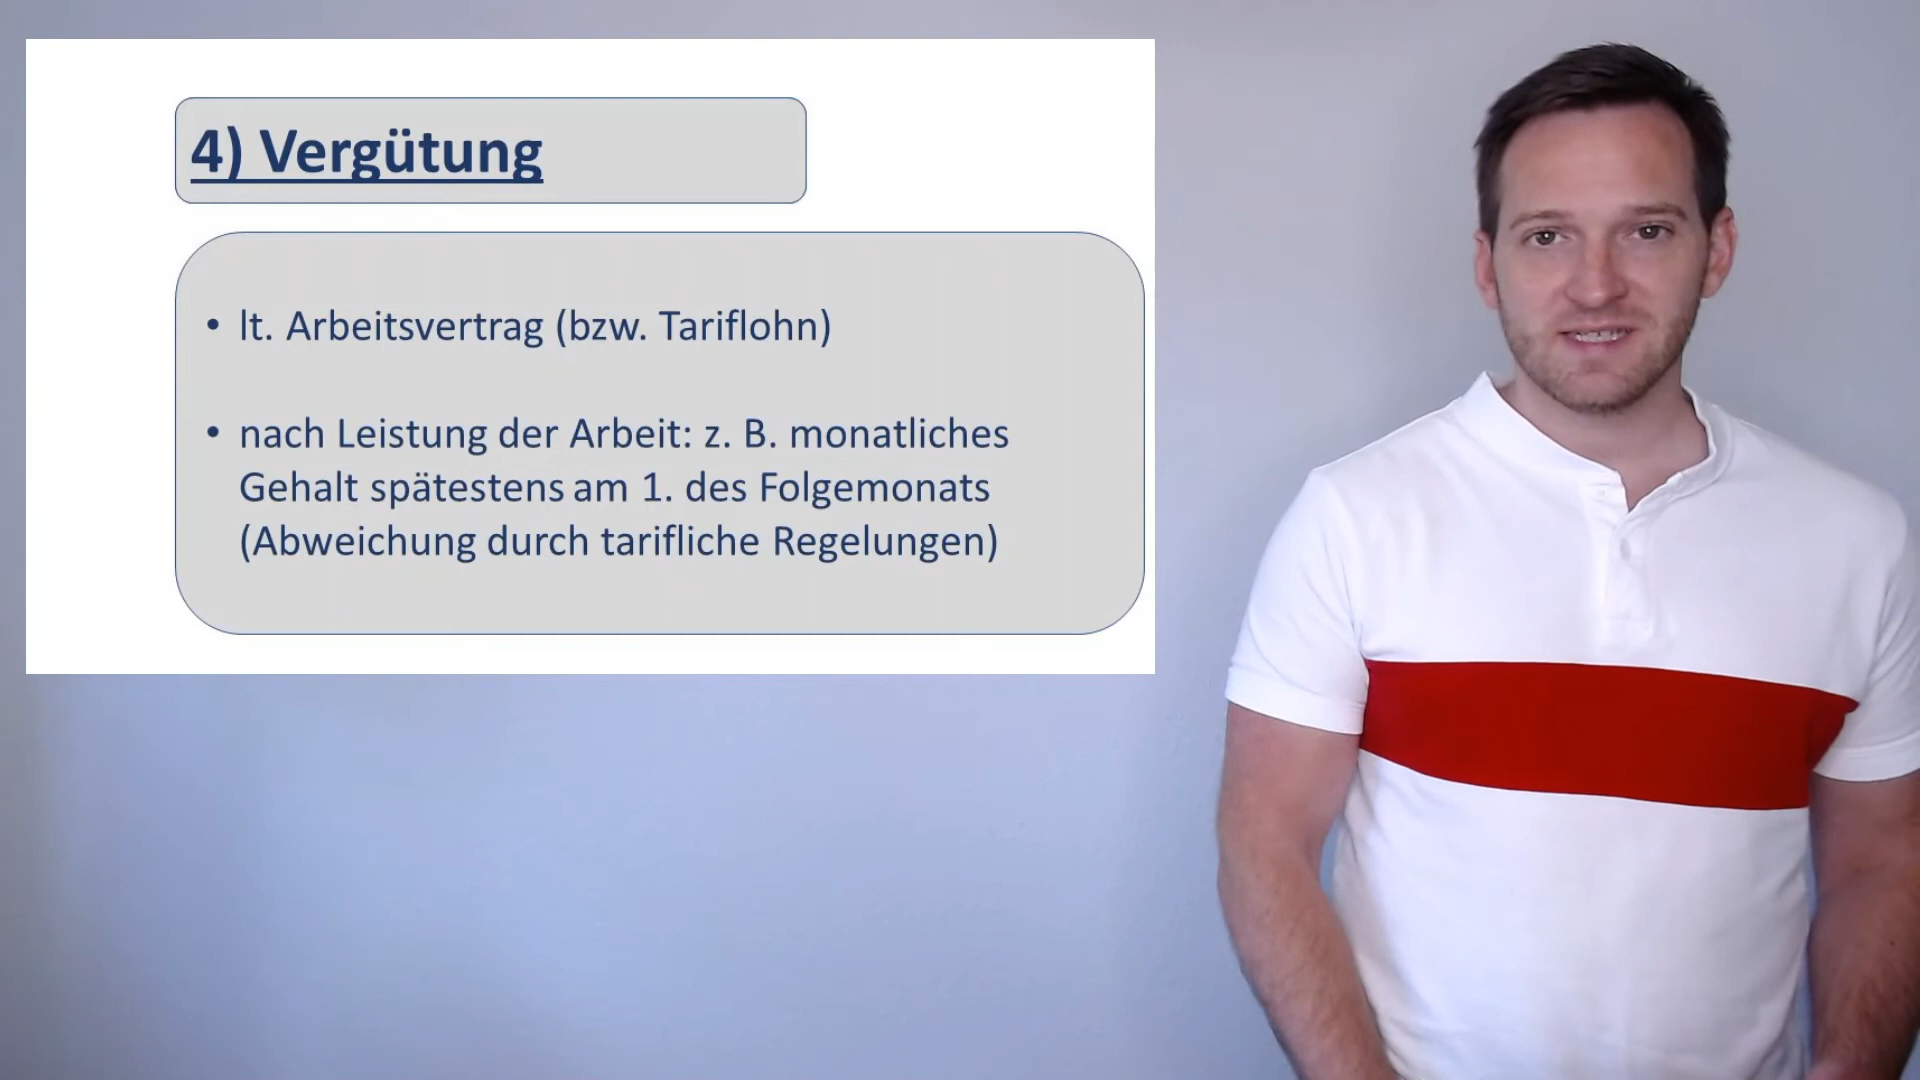 4) Vergütung
• lt. Arbeitsvertrag (bzw. Tariflohn)
• nach Leistung der Arbeit: z. B. monatliches
Gehalt spätestens am 1. des Folgemonats
(Abweichung durch tarifliche Regelungen)